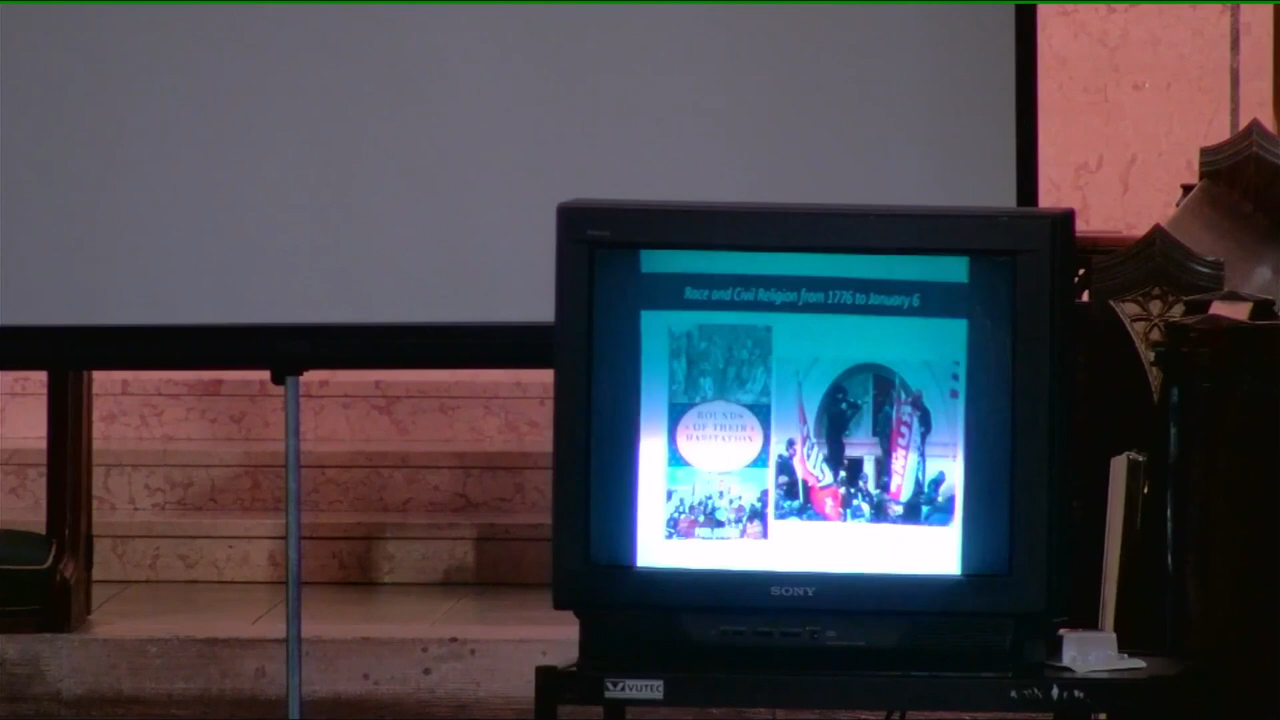 Race and Civil Religion from 1776 to January 6
BOUNDS
OF THEIR
HABITATION
SONY
VUTEC